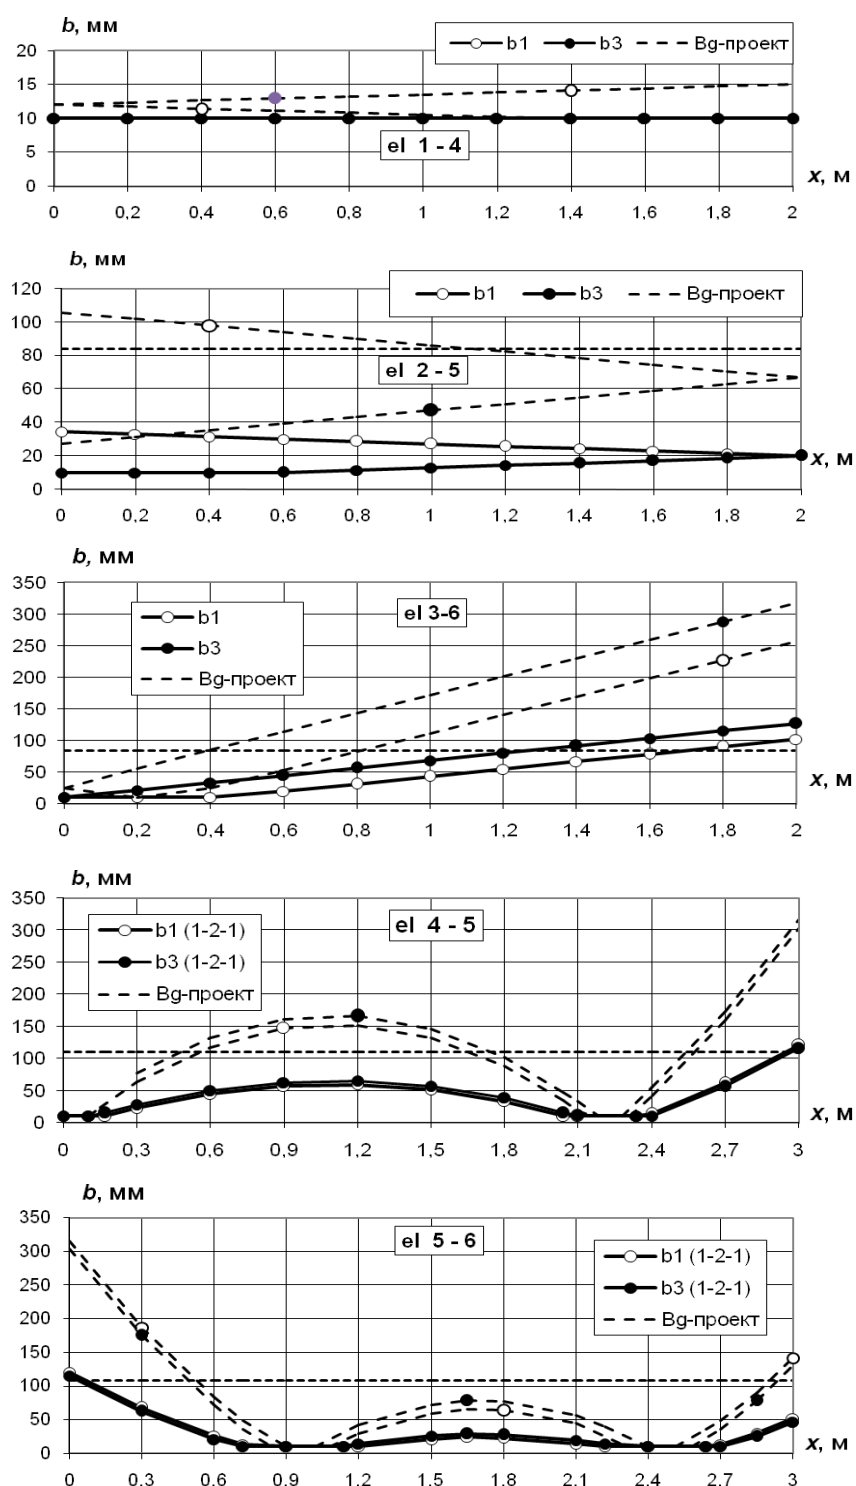 b, мм
b1 b3 Bg-проект
20
15
10
5
0
el 1 - 4
x, м
0 0,2 0,4 0,6 0,8 1 1,2 1,4 1,6 1,8 2
b, мм
b1 b3 Bg-проект
120
100
80
60
40
20
0
el 2 - 5
x, м
0 0,2 0,4 0,6 0,8 1 1,2 1,4 1,6 1,8 2
b, мм
350
300
250
200
150
100
50
0
el 3-6
b1
b3
Bg-проект
x, м
0 0,2 0,4 0,6 0,8 1 1,2 1,4 1,6 1,8 2
b, мм
350
300
250
200
150
100
50
0
el 4 - 5
b1 (1-2-1)
b3 (1-2-1)
Bg-проект
x, м
0 0,3 0,6 0,9 1,2 1,5 1,8 2,1 2,4 2,7 3
b, мм
350
300
250
200
150
100
50
0
el 5 - 6
b1 (1-2-1)
b3 (1-2-1)
Bg-проект
x, м
0 0,3 0,6 0,9 1,2 1,5 1,8 2,1 2,4 2,7 3